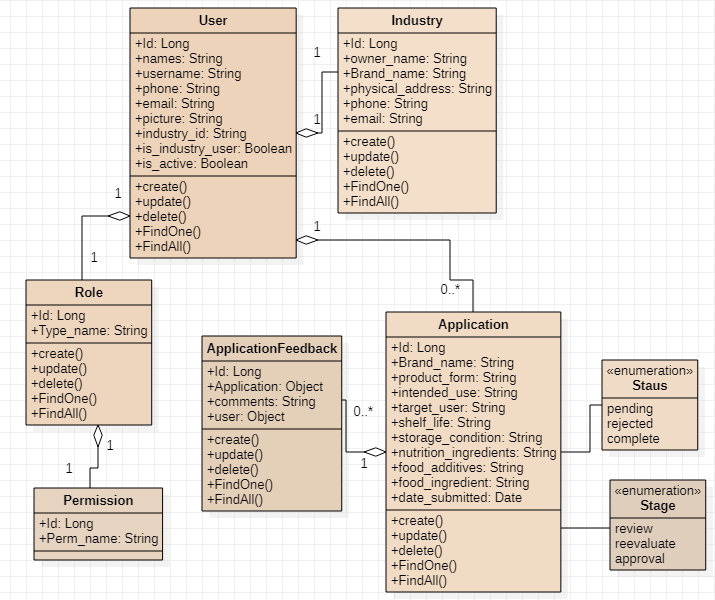 User
+Id: Long
+names: String
+username: String
+phone: String
+email: String
+picture: String
+industry_id: String
+is_industry_user: Boolean
+is_active: Boolean
+create()
+update()
+delete()
+FindOne()
+FindAll()
1
1
Industry
+Id: Long
+owner_name: String
+Brand_name: String
+physical_address: String
+phone: String
+email: String
+create()
+update()
+delete()
+FindOne()
+FindAll()
1
1
1
0..*
Role
+Id: Long
+Type_name: String
+create()
+update()
+delete()
+FindOne()
+FindAll()
1
1
Permission
+Id: Long
+Perm_name: String
ApplicationFeedback
+Id: Long
+Application: Object
+comments: String
+user: Object
+create()
+update()
+delete()
+FindOne()
+FindAll()
0..*
1
Application
+Id: Long
+Brand_name: String
+product_form: String
+intended_use: String
+target_user: String
+shelf_life: String
+storage_condition: String
+nutrition_ingredients: String
+food_additives: String
+food_ingredient: String
+date_submitted: Date
+create()
+update()
+delete()
+FindOne()
+FindAll()
«enumeration»
Staus
pending
rejected
complete
«enumeration»
Stage
review
reevaluate
approval